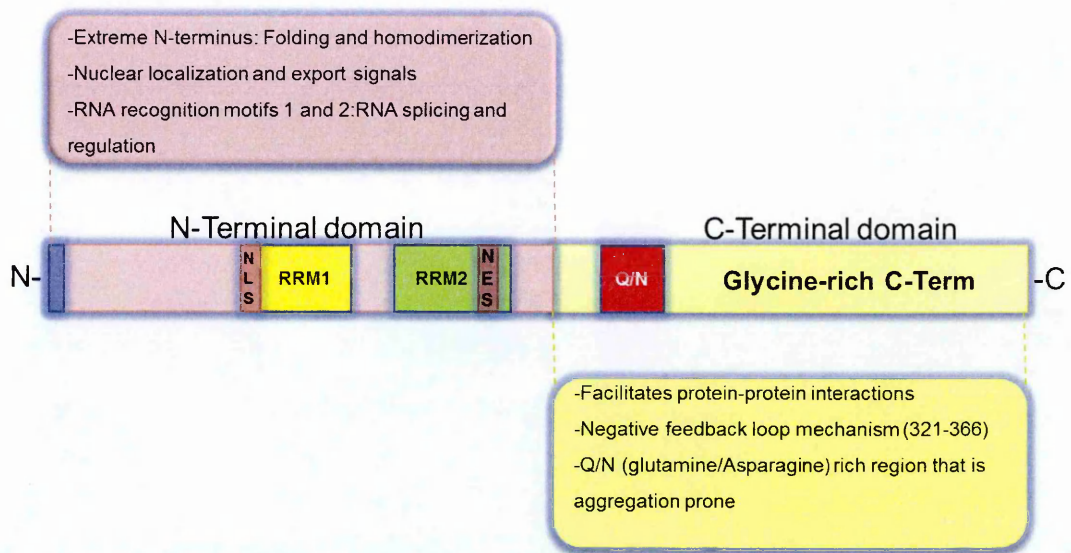 -Extreme N-terminus: Folding and homodimerization
-Nuclear localization and export signals
-RNA recognition motifs 1 and 2:RNA splicing and
regulation
N-Terminal domain
C-Terminal domain
N-
NLS
RRM1
RRM2
NES
Q/N
Glycine-rich C-Term
-C
-Facilitates protein-protein interactions
-Negative feedback loop mechanism (321-366)
-Q/N (glutamine/Asparagine) rich region that is
aggregation prone